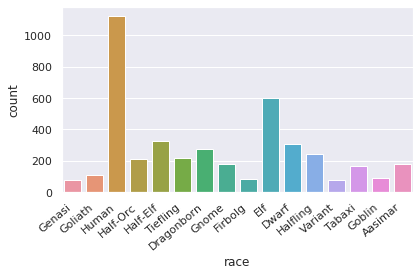 1000
800
600
400
200
0
count
Genasi
Goliath
Human
Half-Orc
Half-Elf
Tiefling
Dragonborn
Gnome
Firbolg
Elf
Dwarf
Halfling
Variant
Tabaxi
Goblin
Aasimar
race